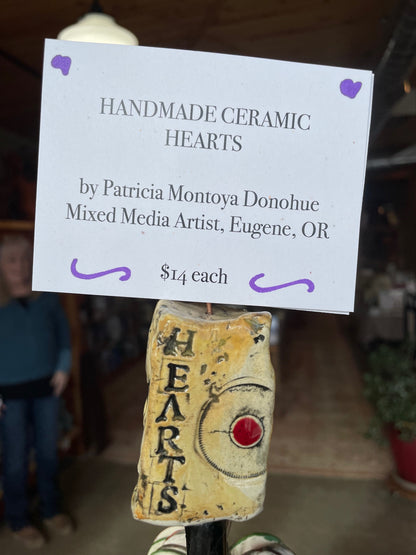 HANDMADE CERAMIC
HEARTS
by Patricia Montoya Donohue
Mixed Media Artist, Eugene, OR
$14 each
HEARTS